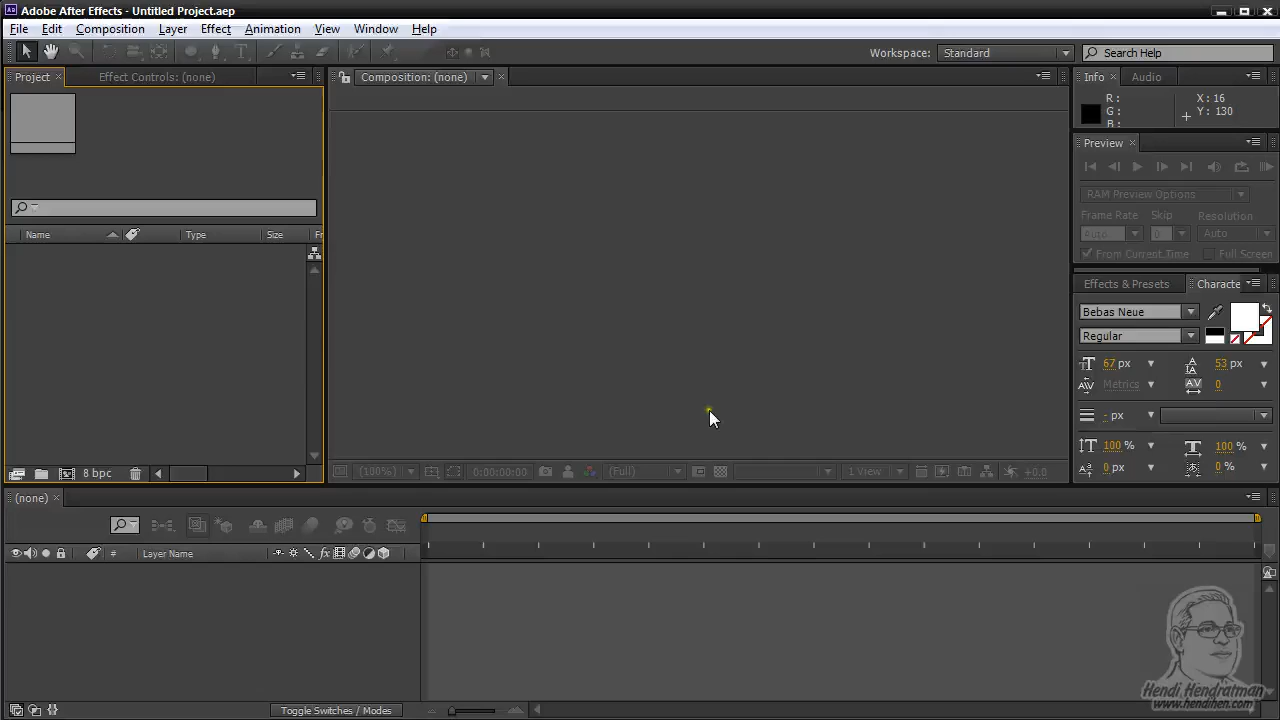 Adobe After Effects - Untitled Project.aep
File Edit Composition Layer Effect Animation View Window Help
Workspace: Standard Search Help
Project Effect Controls: (none) Composition: (none) Info Audio
R: X: 16
G: Y: 130
B:
Preview
RAM Preview Options
Frame Rate Skip Resolution
Auto 0 Auto
From Current Time Full Screen
Name Type Size Fr
Effects & Presets Characte
Bebas Neue
Regular
67 px 53 px
Metrics 0
- px
100 % 100 %
0 px 0 %
8 bpc (100%) 0:00:00:00 (Full) 1 View +0.0
(none)
# Layer Name fx
Toggle Switches / Modes
Hendi Hendratman
www.hendihen.com